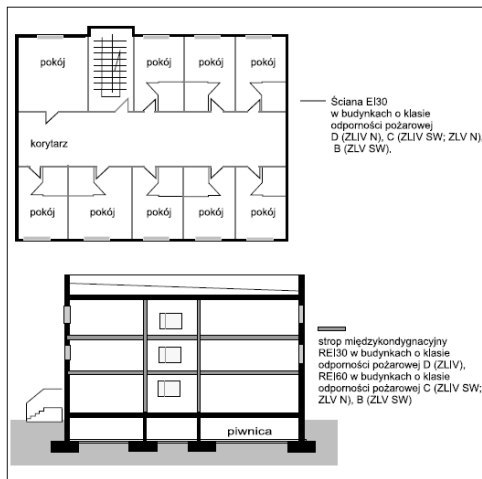 pokój
pokój
pokój
pokój
Ściana EI30
w budynkach o klasie
odporności pożarowej
D (ZLIV N), C (ZLIV SW; ZLV N),
B (ZLV SW),
korytarz
pokój
pokój
pokój
pokój
pokój
strop międzykondygnacyjny
REI30 w budynkach o klasie
odporności pożarowej D (ZLIV),
REI60 w budynkach o klasie
odporności pożarowej C (ZLIV SW;
ZLV N), B (ZLV SW)
piwnica